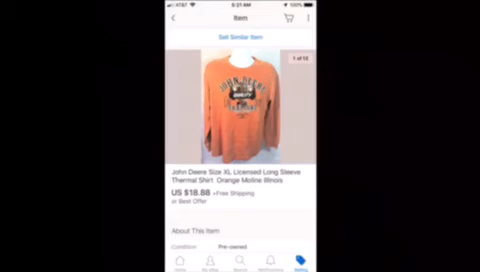 AT&T
5:21 AM
100%
Item
Sell Similar Item
1 of 12
JOHN DEERE
QUALITY
John Deere Size XL Licensed Long Sleeve
Thermal Shirt Orange Moline Illinois
US $18.88 +Free Shipping
or Best Offer
About This Item
Condition Pre-owned
Home My eBay Search Notifications Selling